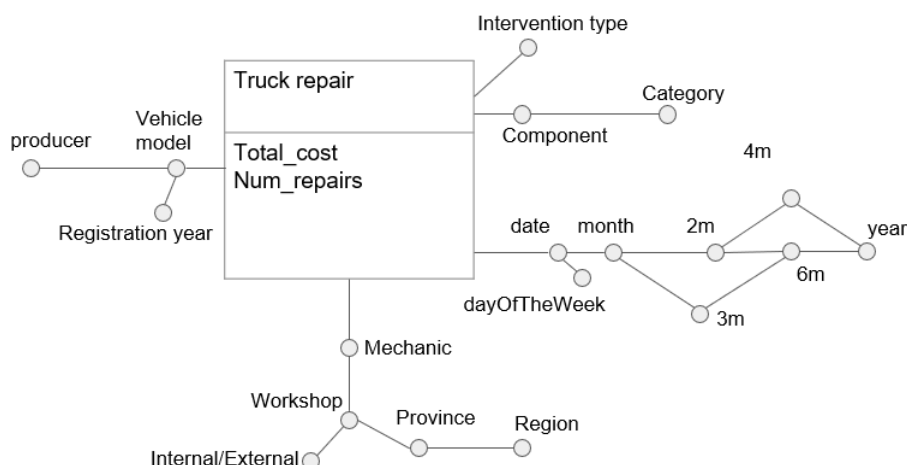 Intervention type
Truck repair
Category
Vehicle
model
producer
Component
Total_cost
Num_repairs
4m
Registration year
date
month
2m
year
6m
dayOfTheWeek
3m
Mechanic
Workshop
Province
Region
Internal/External